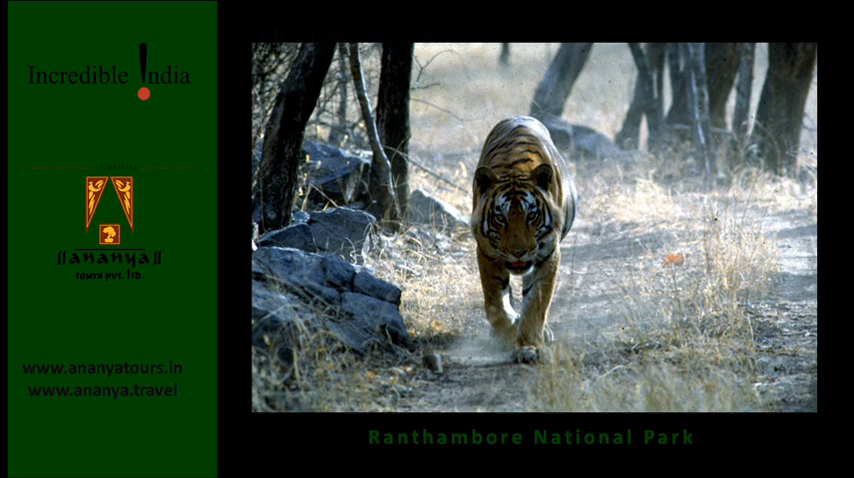 Incredible !ndia
||ananya||
tours pvt. ltd.
www.ananyatours.in
www.ananya.travel
Ranthambore National Park